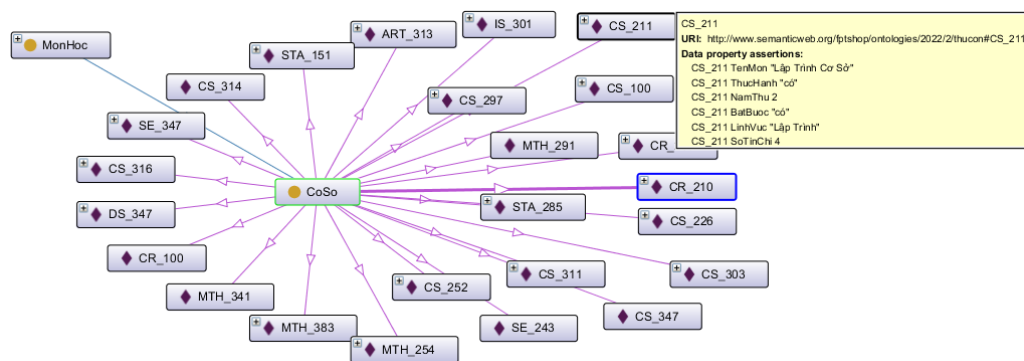 MonHoc
STA_151
ART_313
IS_301
CS_211
CS_314
CS_297
CS_100
SE_347
MTH_291
CR_
CS_316
CoSo
CR_210
DS_347
STA_285
CS_226
CR_100
CS_311
CS_303
MTH_341
CS_252
CS_347
MTH_383
SE_243
MTH_254
CS_211
URI: http://www.semanticweb.org/fptshop/ontologies/2022/2/thucon#CS_211
Data property assertions:
CS_211 TenMon "Lập Trình Cơ Sở"
CS_211 ThucHanh "có"
CS_211 NamThu 2
CS_211 BatBuoc "có"
CS_211 LinhVuc "Lập Trình"
CS_211 SoTinChi 4